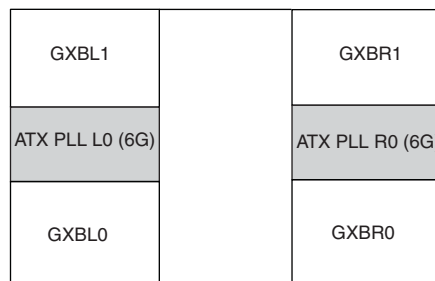 GXBL1
GXBR1
ATX PLL L0 (6G)
ATX PLL R0 (6G
GXBL0
GXBR0